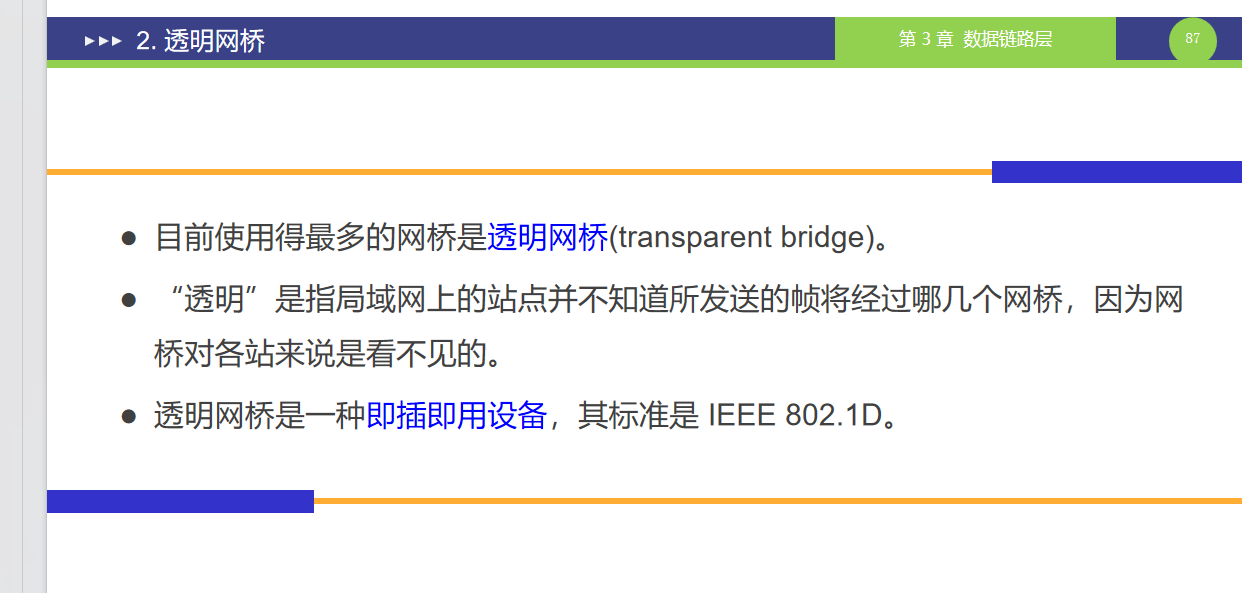 2. 透明网桥
第 3 章 数据链路层
87
● 目前使用得最多的网桥是透明网桥(transparent bridge)。
● “透明”是指局域网上的站点并不知道所发送的帧将经过哪几个网桥，因为网
桥对各站来说是看不见的。
● 透明网桥是一种即插即用设备，其标准是 IEEE 802.1D。